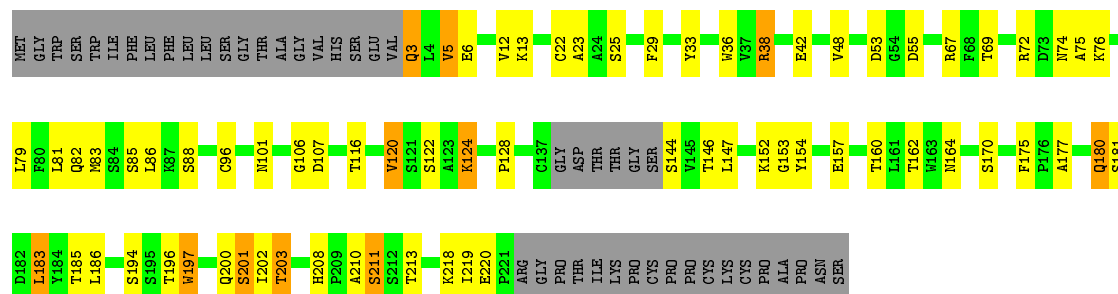 MET GLY TRP SER TRP ILE PHE LEU PHE LEU LEU SER GLY THR ALA GLY VAL HIS SER GLU VAL Q3 L4 V5 E6 V12 K13 C22 A23 A24 S25 F29 Y33 W36 V37 R38 E42 V48 D53 G54 D55 R67 F68 T69 R72 D73 N74 A75 K76
L79 F80 L81 Q82 M83 S84 S85 L86 K87 S88 C96 N101 G106 D107 T116 V120 S121 S122 A123 K124 P128 C137 GLY ASP THR THR GLY SER S144 V145 T146 L147 K152 G153 Y154 E157 T160 L161 T162 W163 N164 S170 F175 P176 A177 Q180 S181
D182 L183 Y184 T185 L186 S194 S195 T196 W197 Q200 S201 I202 T203 H208 P209 A210 S211 S212 T213 K218 I219 E220 P221 ARG GLY PRO THR ILE LYS PRO CYS PRO PRO CYS LYS CYS PRO ALA PRO ASN SER